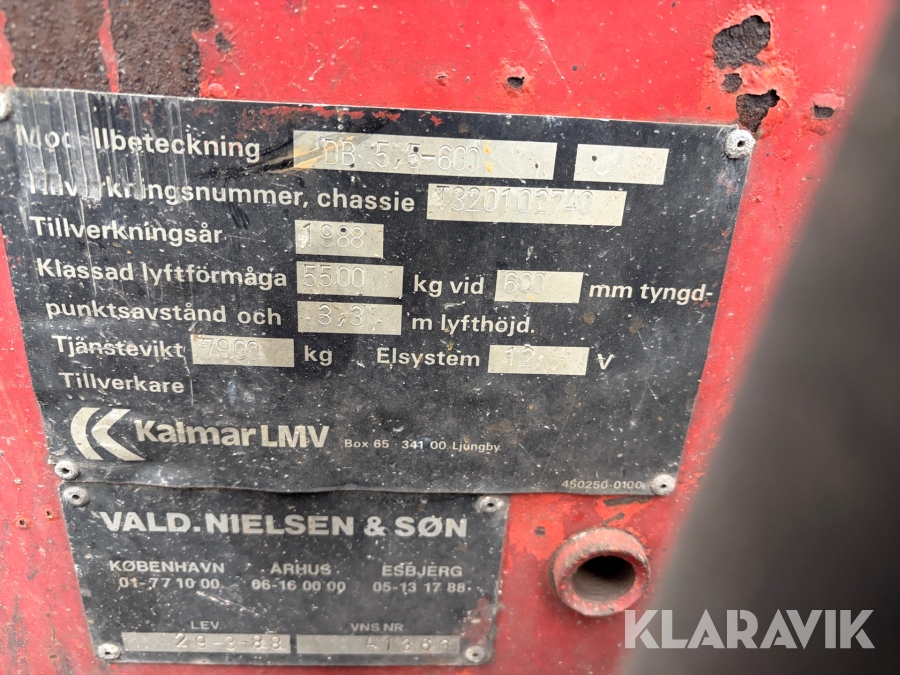 Modellbeteckning DB 5,5-600
Tillverkningsnummer, chassie
Tillverkningsår 1988
Klassad lyftförmåga 5500 kg vid 600 mm tyngd-
punktsavstånd och 3,3 m lyfthöjd.
Tjänstevikt 7900 kg Elsystem 12 V
Tillverkare
Kalmar LMV Box 65 341 00 Ljungby
450250-0100
VALD. NIELSEN & SØN
KØBENHAVN ÅRHUS ESBJERG
01-77 10 00 06-16 00 00 05-13 17 88
LEV. VNS NR
29-3-88
KLARAVIK